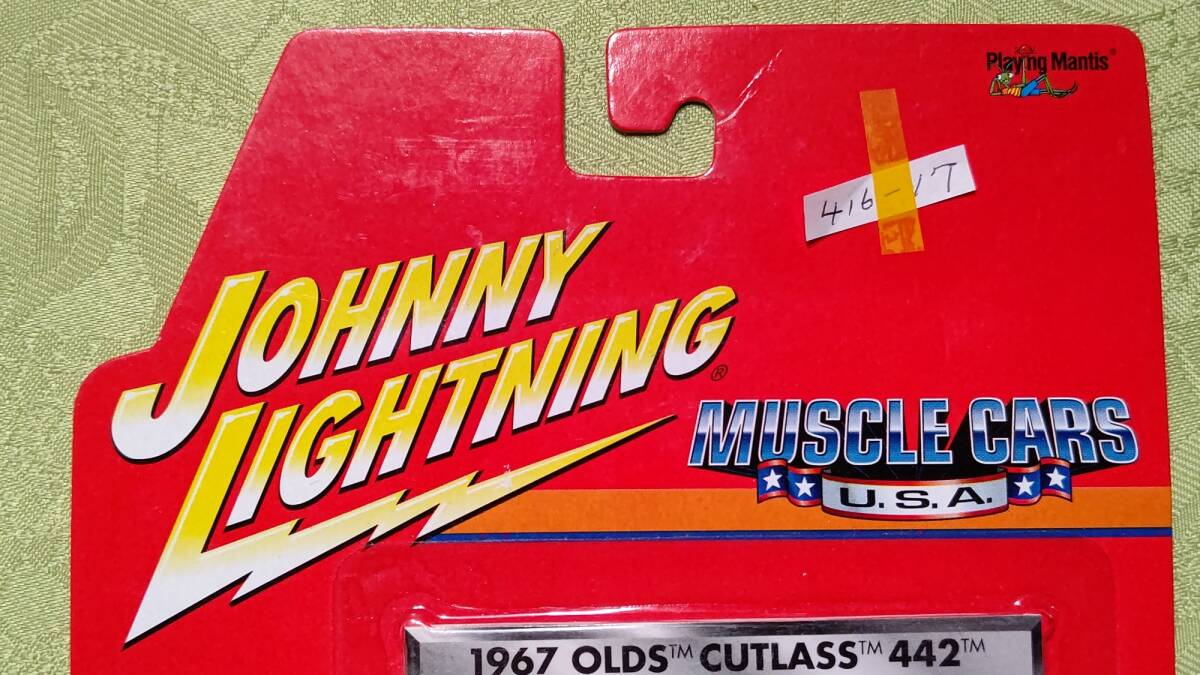 Playing Mantis®
416-17
JOHNNY
LIGHTNING®
MUSCLE CARS
U.S.A.
1967 OLDS™ CUTLASS™ 442™